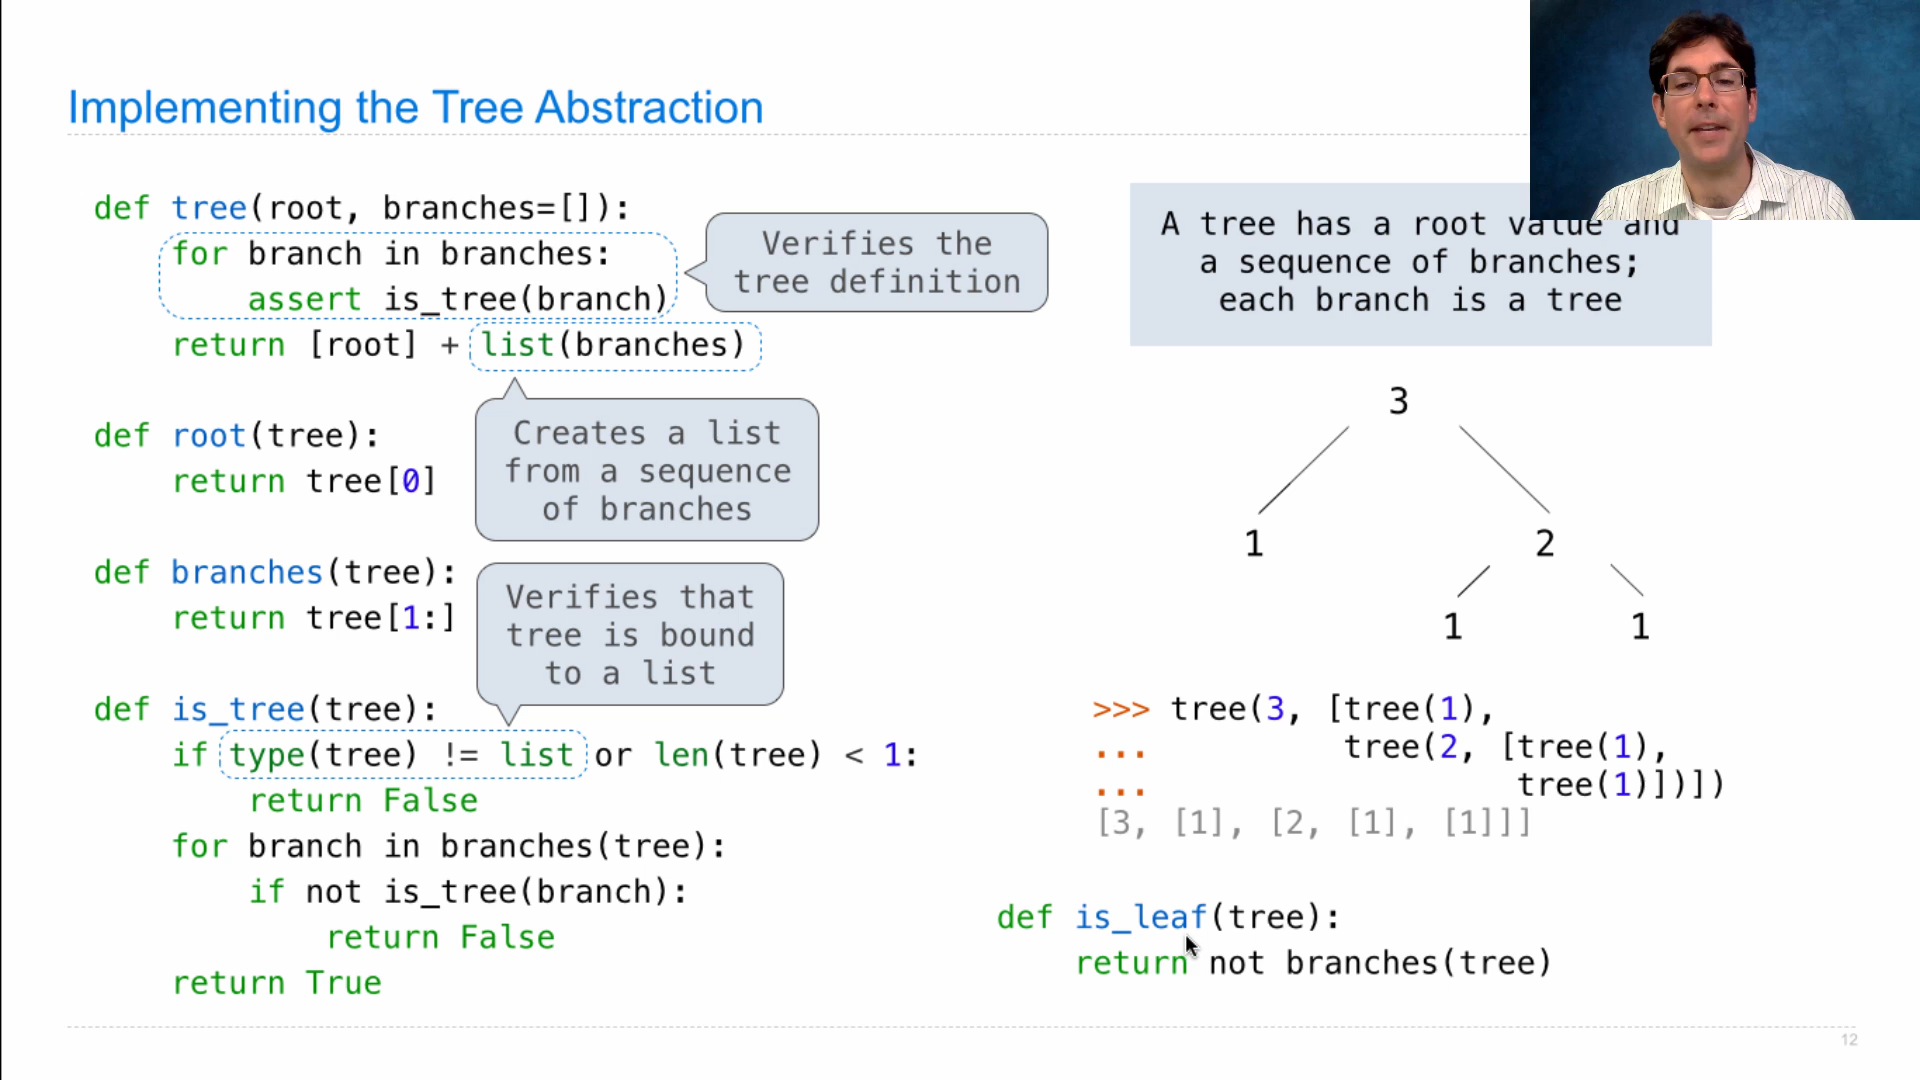 Implementing the Tree Abstraction
def tree(root, branches=[]):
    for branch in branches:
        assert is_tree(branch)
    return [root] + list(branches)
Verifies the
tree definition
Creates a list
from a sequence
of branches
def root(tree):
    return tree[0]
def branches(tree):
    return tree[1:]
Verifies that
tree is bound
to a list
def is_tree(tree):
    if type(tree) != list or len(tree) < 1:
        return False
    for branch in branches(tree):
        if not is_tree(branch):
            return False
    return True
A tree has a root value and
a sequence of branches;
each branch is a tree
3
1 2
1 1
>>> tree(3, [tree(1),
...          tree(2, [tree(1),
...                   tree(1)])])
[3, [1], [2, [1], [1]]]
def is_leaf(tree):
    return not branches(tree)
12